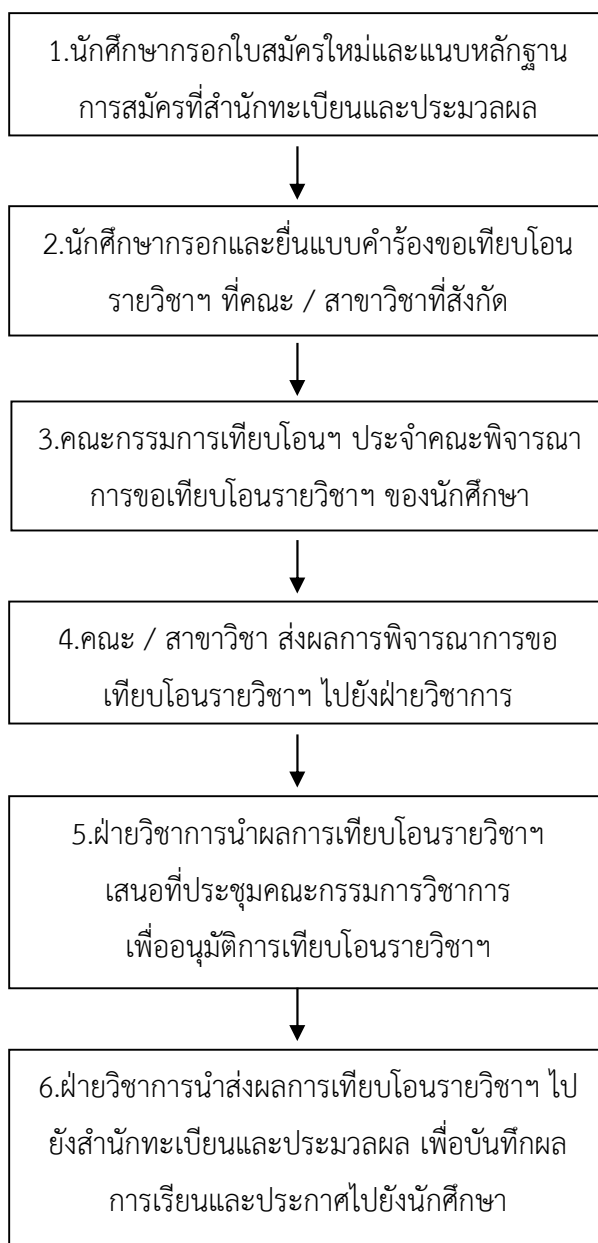 1.นักศึกษากรอกใบสมัครใหม่และแนบหลักฐาน
การสมัครที่สำนักทะเบียนและประมวลผล
2.นักศึกษากรอกและยื่นแบบคำร้องขอเทียบโอน
รายวิชาฯ ที่คณะ / สาขาวิชาที่สังกัด
3.คณะกรรมการเทียบโอนฯ ประจำคณะพิจารณา
การขอเทียบโอนรายวิชาฯ ของนักศึกษา
4.คณะ / สาขาวิชา ส่งผลการพิจารณาการขอ
เทียบโอนรายวิชาฯ ไปยังฝ่ายวิชาการ
5.ฝ่ายวิชาการนำผลการเทียบโอนรายวิชาฯ
เสนอที่ประชุมคณะกรรมการวิชาการ
เพื่ออนุมัติการเทียบโอนรายวิชาฯ
6.ฝ่ายวิชาการนำส่งผลการเทียบโอนรายวิชาฯ ไป
ยังสำนักทะเบียนและประมวลผล เพื่อบันทึกผล
การเรียนและประกาศไปยังนักศึกษา